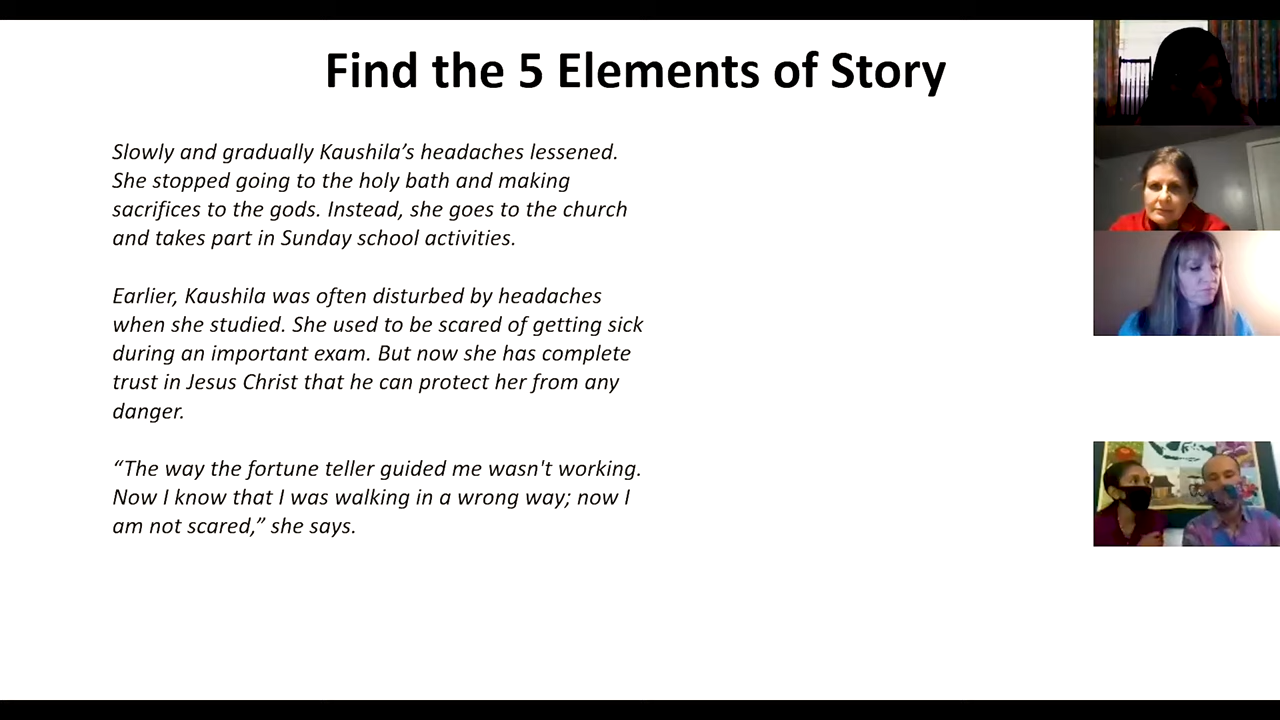 Find the 5 Elements of Story
Slowly and gradually Kaushila’s headaches lessened.
She stopped going to the holy bath and making
sacrifices to the gods. Instead, she goes to the church
and takes part in Sunday school activities.
Earlier, Kaushila was often disturbed by headaches
when she studied. She used to be scared of getting sick
during an important exam. But now she has complete
trust in Jesus Christ that he can protect her from any
danger.
“The way the fortune teller guided me wasn't working.
Now I know that I was walking in a wrong way; now I
am not scared,” she says.